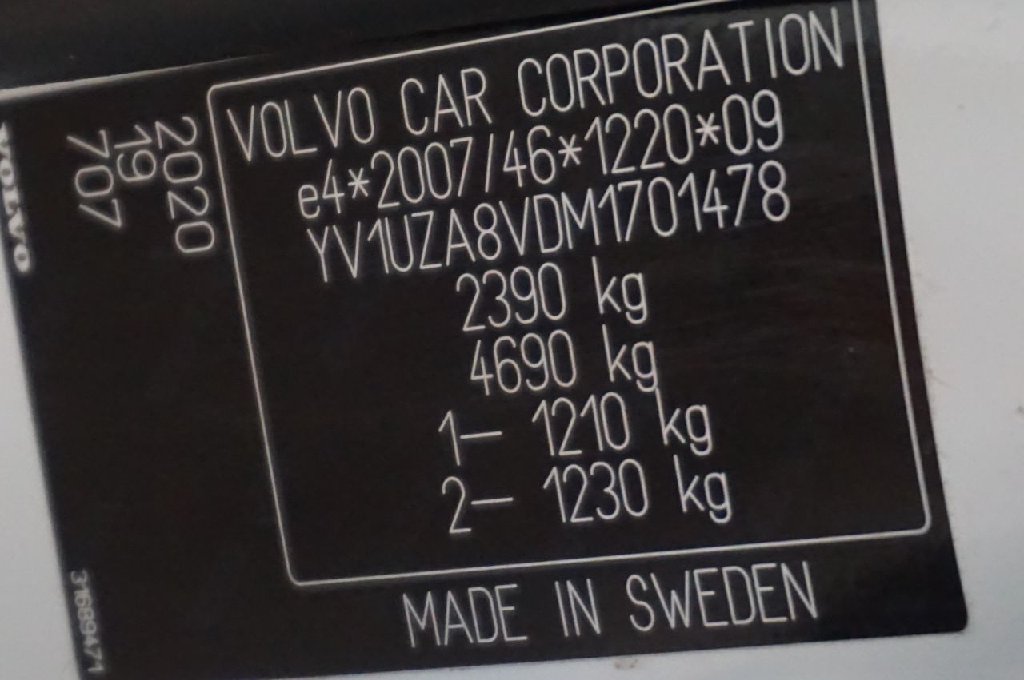 VOLVO
2020
19
707
VOLVO CAR CORPORATION
e4*2007/46*1220*09
YV1UZA8VDM1701478
2390 kg
4690 kg
1– 1210 kg
2– 1230 kg
MADE IN SWEDEN
31689471